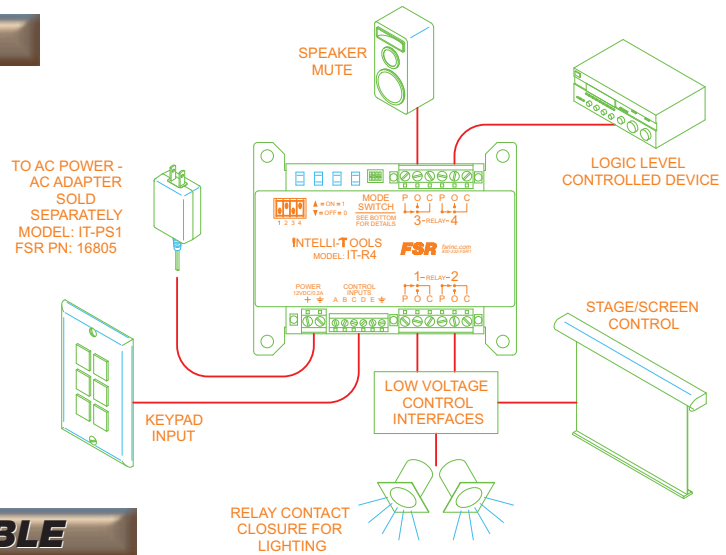 SPEAKER
MUTE
LOGIC LEVEL
CONTROLLED DEVICE
TO AC POWER -
AC ADAPTER
SOLD
SEPARATELY
MODEL: IT-PS1
FSR PN: 16805
▲=ON=1
▼=OFF=0
1 2 3 4
MODE
SWITCH
SEE BOTTOM
FOR DETAILS
P O C P O C
3-RELAY-4
INTELLI-TOOLS
MODEL: IT-R4
FSR
fsrinc.com
1-RELAY-2
P O C P O C
POWER
12VDC/0.2A
+
CONTROL
INPUTS
A B C D E
STAGE/SCREEN
CONTROL
KEYPAD
INPUT
LOW VOLTAGE
CONTROL
INTERFACES
RELAY CONTACT
CLOSURE FOR
LIGHTING
BLE